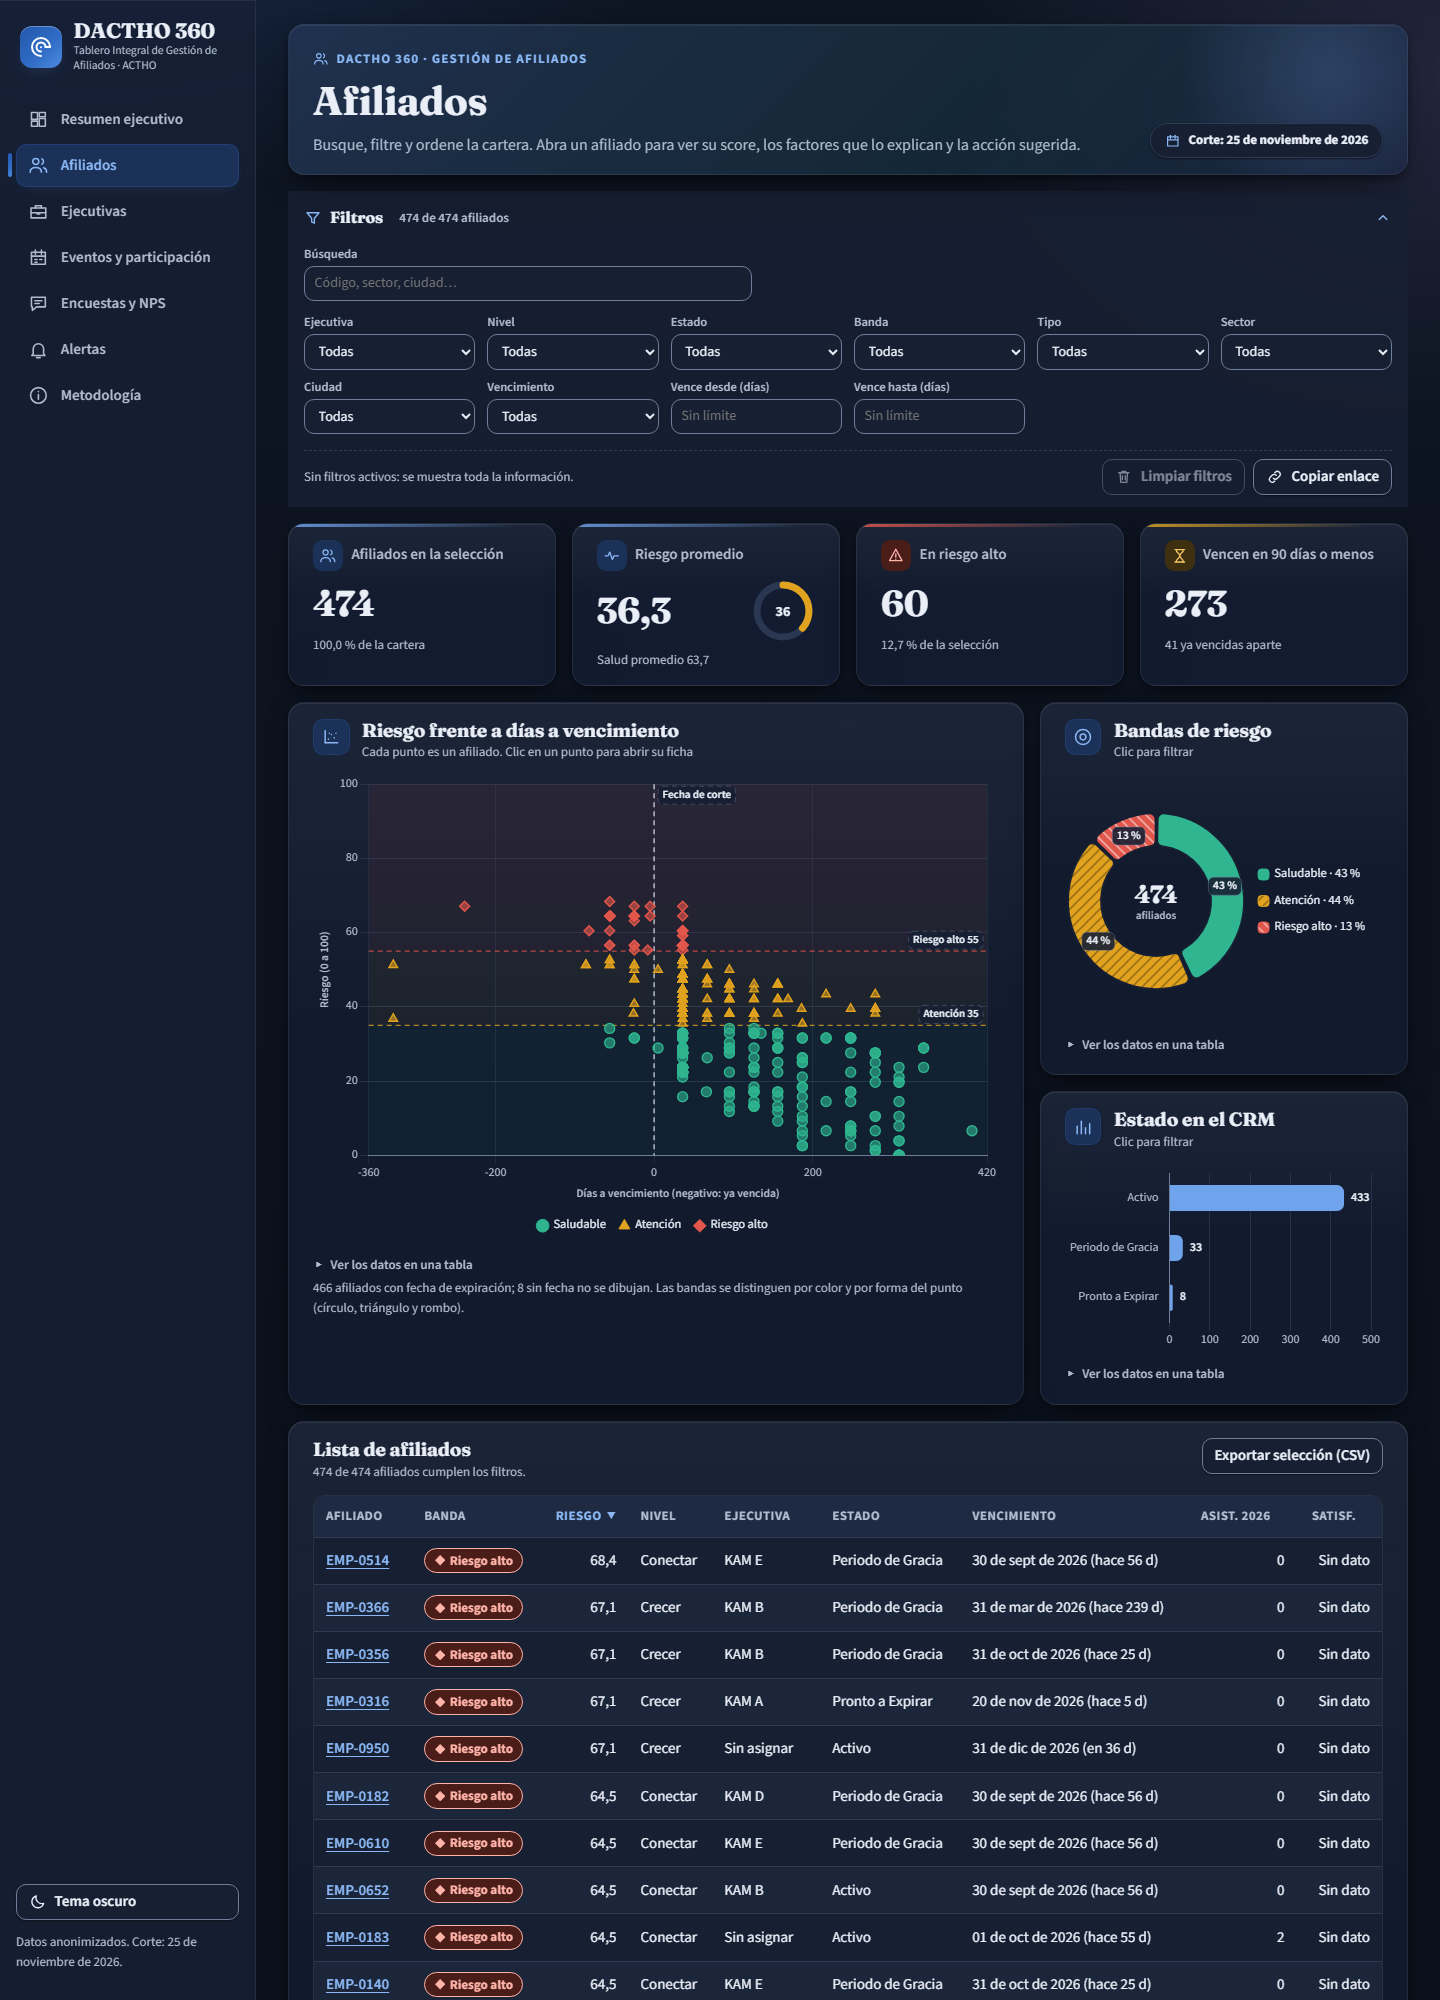 DACTHO 360
Tablero Integral de Gestión de
Afiliados · ACTHO
Resumen ejecutivo
Afiliados
Ejecutivas
Eventos y participación
Encuestas y NPS
Alertas
Metodología
Tema oscuro
Datos anonimizados. Corte: 25 de
noviembre de 2026.
DACTHO 360 · GESTIÓN DE AFILIADOS
Afiliados
Busque, filtre y ordene la cartera. Abra un afiliado para ver su score, los factores que lo explican y la acción sugerida.
Corte: 25 de noviembre de 2026
Filtros 474 de 474 afiliados
Búsqueda
Código, sector, ciudad…
Ejecutiva Nivel Estado Banda Tipo Sector
Todas Todas Todas Todas Todas Todas
Ciudad Vencimiento Vence desde (días) Vence hasta (días)
Todas Todas Sin límite Sin límite
Sin filtros activos: se muestra toda la información.
Limpiar filtros Copiar enlace
Afiliados en la selección
474
100,0 % de la cartera
Riesgo promedio
36,3
36
Salud promedio 63,7
En riesgo alto
60
12,7 % de la selección
Vencen en 90 días o menos
273
41 ya vencidas aparte
Riesgo frente a días a vencimiento
Cada punto es un afiliado. Clic en un punto para abrir su ficha
100
80
60
40
20
0
Riesgo (0 a 100)
Fecha de corte
Riesgo alto 55
Atención 35
-360 -200 0 200 420
Días a vencimiento (negativo: ya vencida)
Saludable Atención Riesgo alto
Ver los datos en una tabla
466 afiliados con fecha de expiración; 8 sin fecha no se dibujan. Las bandas se distinguen por color y por forma del punto
(círculo, triángulo y rombo).
Bandas de riesgo
Clic para filtrar
13 %
43 %
44 %
474
afiliados
Saludable · 43 %
Atención · 44 %
Riesgo alto · 13 %
Ver los datos en una tabla
Estado en el CRM
Clic para filtrar
Activo 433
Periodo de Gracia 33
Pronto a Expirar 8
0 100 200 300 400 500
Ver los datos en una tabla
Lista de afiliados
474 de 474 afiliados cumplen los filtros.
Exportar selección (CSV)
AFILIADO BANDA RIESGO ▼ NIVEL EJECUTIVA ESTADO VENCIMIENTO ASIST. 2026 SATISF.
EMP-0514 Riesgo alto 68,4 Conectar KAM E Periodo de Gracia 30 de sept de 2026 (hace 56 d) 0 Sin dato
EMP-0366 Riesgo alto 67,1 Crecer KAM B Periodo de Gracia 31 de mar de 2026 (hace 239 d) 0 Sin dato
EMP-0356 Riesgo alto 67,1 Crecer KAM B Periodo de Gracia 31 de oct de 2026 (hace 25 d) 0 Sin dato
EMP-0316 Riesgo alto 67,1 Crecer KAM A Pronto a Expirar 20 de nov de 2026 (hace 5 d) 0 Sin dato
EMP-0950 Riesgo alto 67,1 Crecer Sin asignar Activo 31 de dic de 2026 (en 36 d) 0 Sin dato
EMP-0182 Riesgo alto 64,5 Conectar KAM D Periodo de Gracia 30 de sept de 2026 (hace 56 d) 0 Sin dato
EMP-0610 Riesgo alto 64,5 Conectar KAM E Periodo de Gracia 30 de sept de 2026 (hace 56 d) 0 Sin dato
EMP-0652 Riesgo alto 64,5 Conectar KAM B Activo 30 de sept de 2026 (hace 56 d) 0 Sin dato
EMP-0183 Riesgo alto 64,5 Conectar Sin asignar Activo 01 de oct de 2026 (hace 55 d) 2 Sin dato
EMP-0140 Riesgo alto 64,5 Conectar KAM E Periodo de Gracia 31 de oct de 2026 (hace 25 d) 0 Sin dato